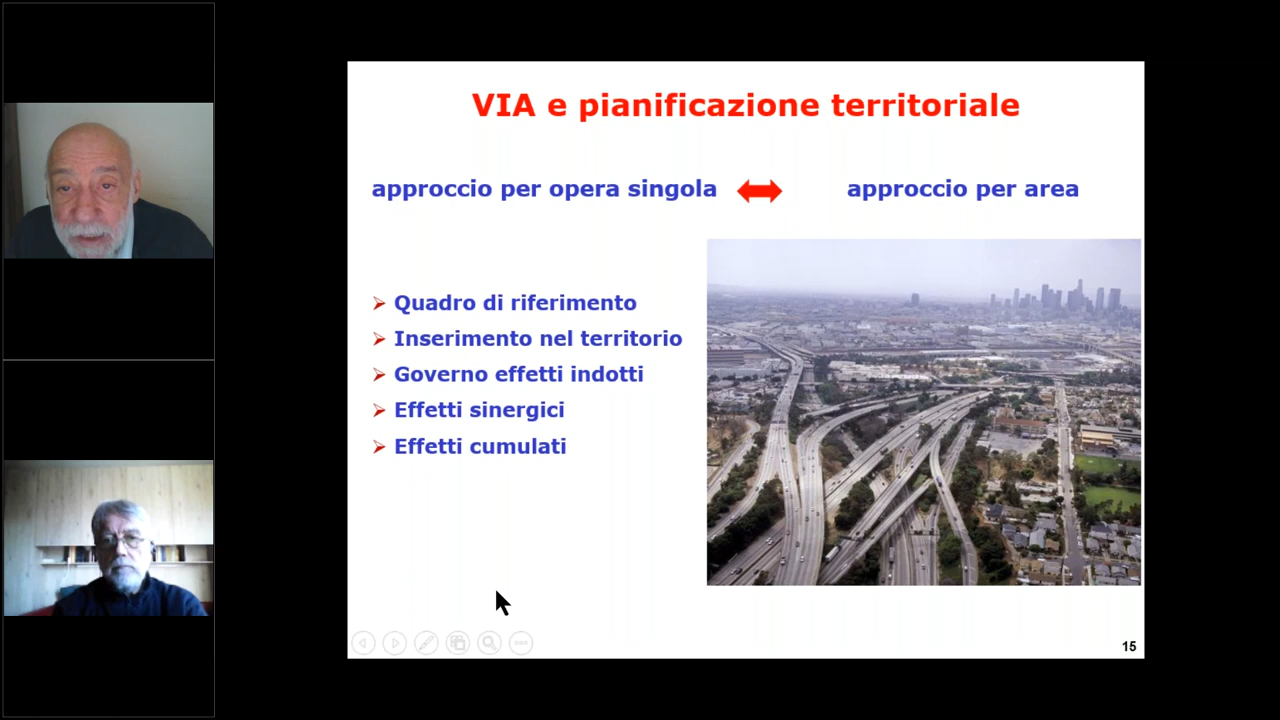 VIA e pianificazione territoriale
approccio per opera singola
approccio per area
Quadro di riferimento
Inserimento nel territorio
Governo effetti indotti
Effetti sinergici
Effetti cumulati
15